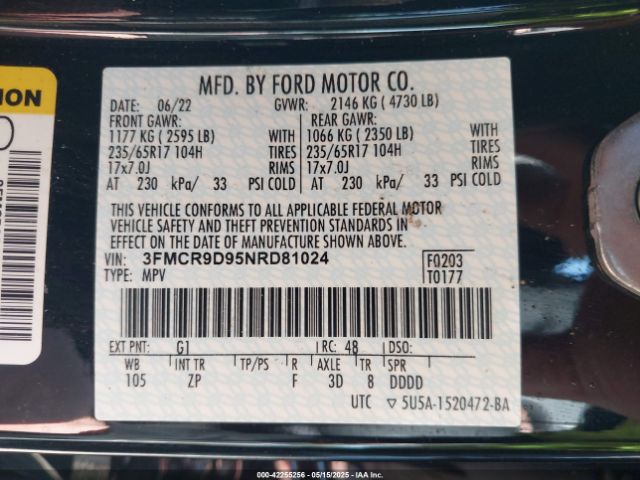 MFD. BY FORD MOTOR CO.
DATE: 06/22 GVWR: 2146 KG ( 4730 LB)
FRONT GAWR: REAR GAWR:
1177 KG ( 2595 LB) WITH 1066 KG ( 2350 LB) WITH
235/65R17 104H TIRES 235/65R17 104H TIRES
17x7.0J RIMS 17x7.0J RIMS
AT 230 kPa/ 33 PSI COLD AT 230 kPa/ 33 PSI COLD
THIS VEHICLE CONFORMS TO ALL APPLICABLE FEDERAL MOTOR
VEHICLE SAFETY AND THEFT PREVENTION STANDARDS
IN EFFECT ON THE DATE OF MANUFACTURE SHOWN ABOVE.
VIN: 3FMCR9D95NRD81024 F0203
TYPE: MPV T0177
EXT PNT: G1 RC: 48 DSO:
WB INT TR TP/PS R AXLE TR SPR
105 ZP F 3D 8 DDDD
UTC ▽ 5U5A-1520472-BA
000-42255256 - 05/15/2025 - IAAI